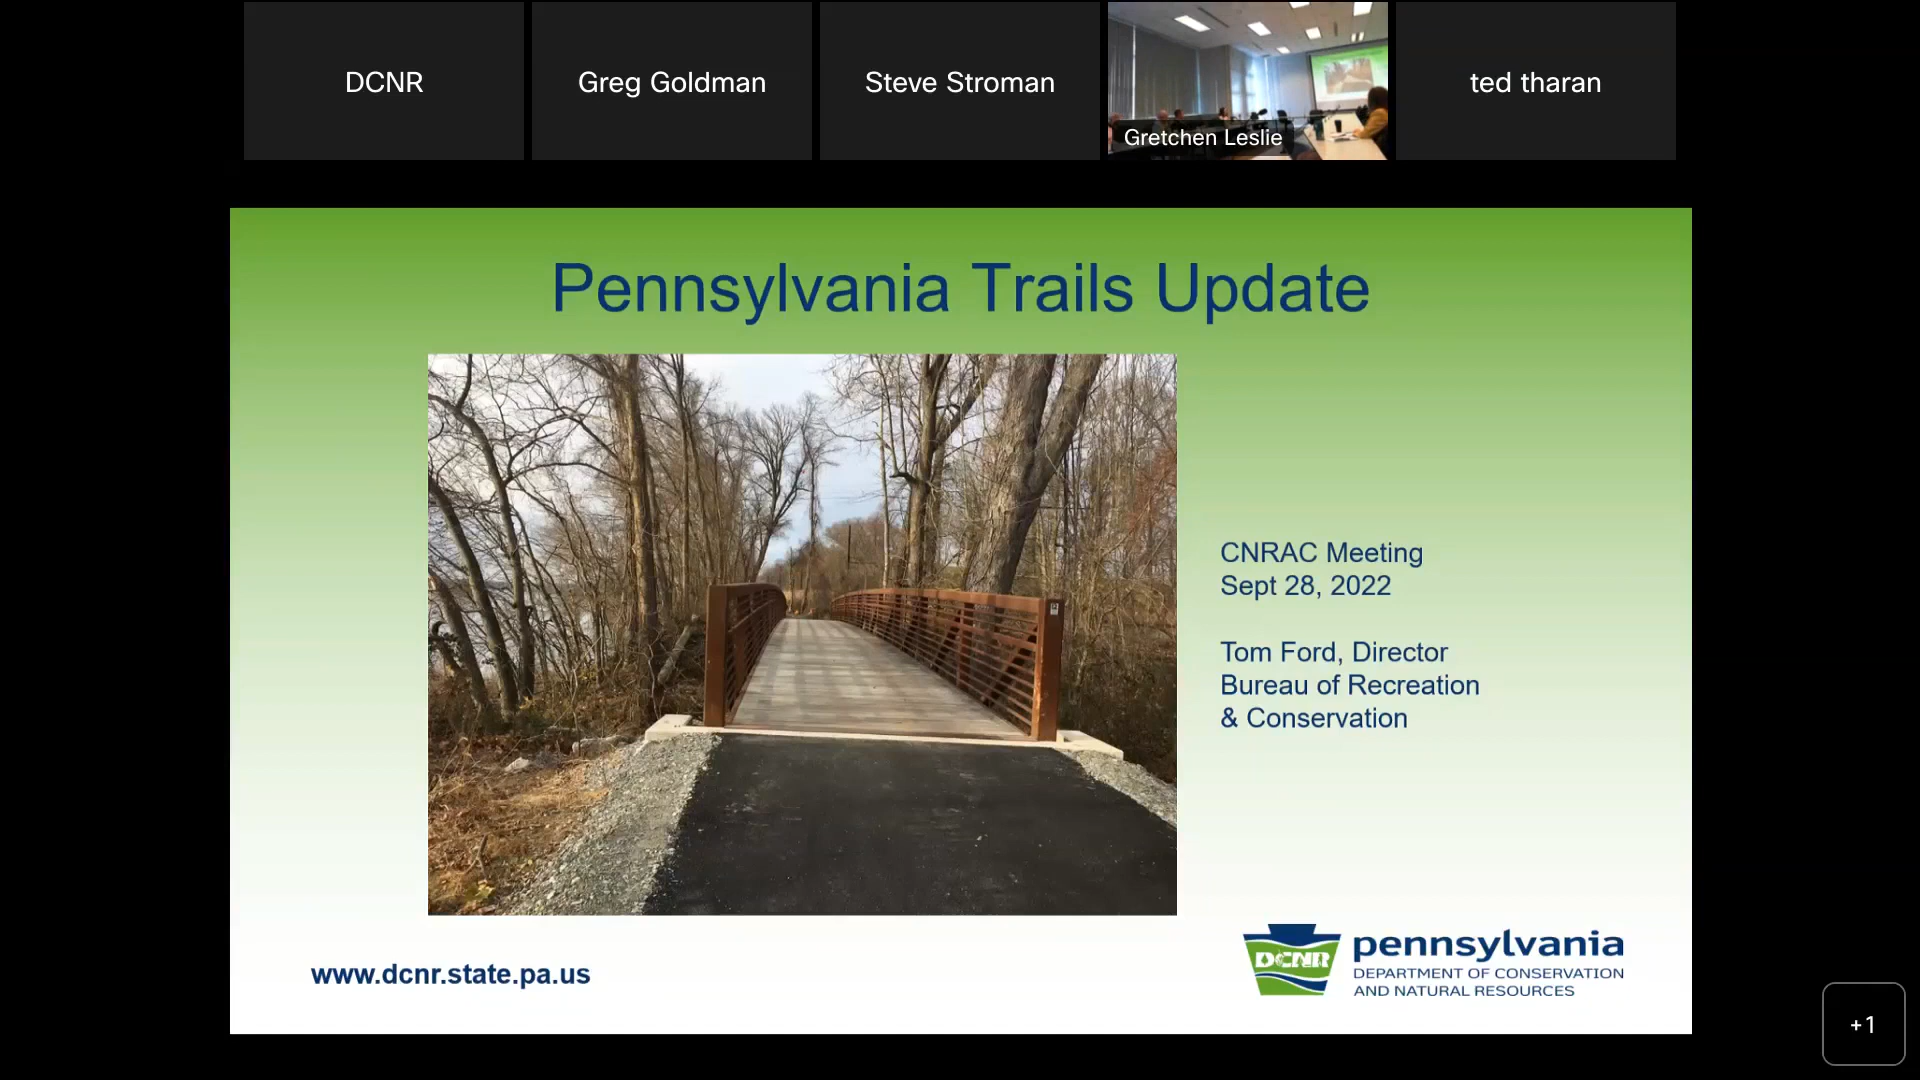 DCNR
Greg Goldman
Steve Stroman
Gretchen Leslie
ted tharan
Pennsylvania Trails Update
CNRAC Meeting
Sept 28, 2022
Tom Ford, Director
Bureau of Recreation
& Conservation
www.dcnr.state.pa.us
DCNR
pennsylvania
DEPARTMENT OF CONSERVATION
AND NATURAL RESOURCES
+1